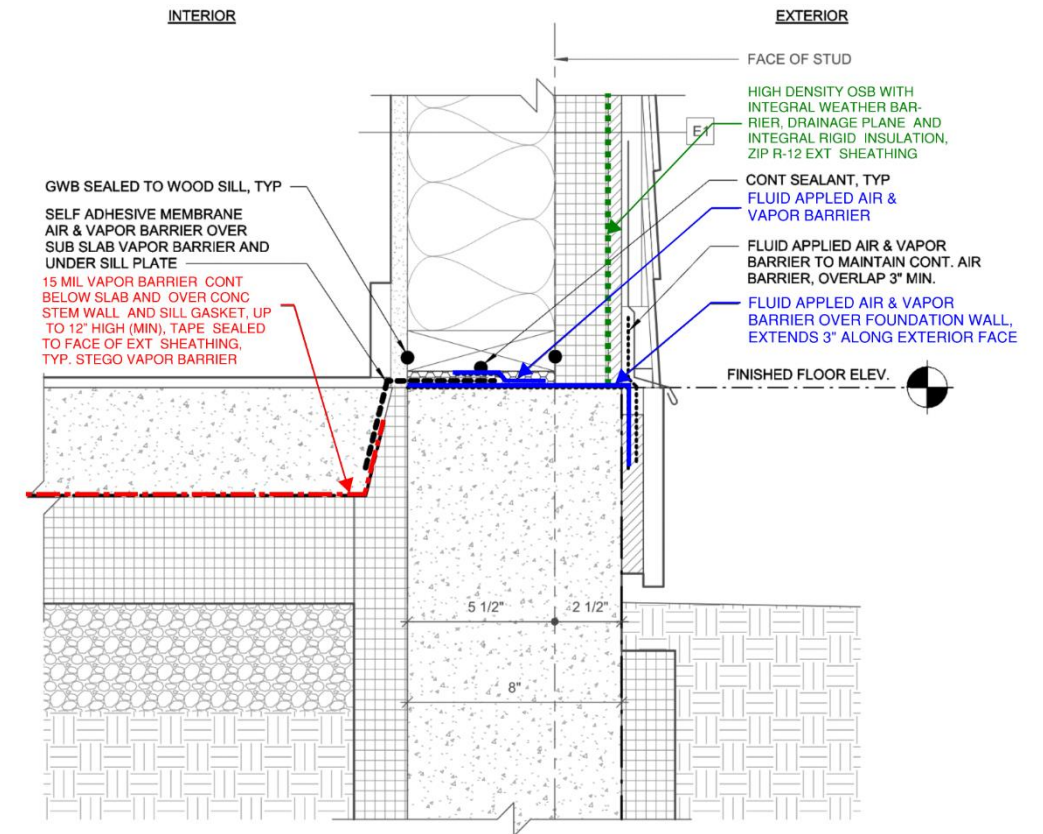 INTERIOR
EXTERIOR
FACE OF STUD
HIGH DENSITY OSB WITH
INTEGRAL WEATHER BAR-
RIER, DRAINAGE PLANE AND
INTEGRAL RIGID INSULATION,
ZIP R-12 EXT SHEATHING
E1
CONT SEALANT, TYP
FLUID APPLED AIR &
VAPOR BARRIER
FLUID APPLIED AIR & VAPOR
BARRIER TO MAINTAIN CONT. AIR
BARRIER, OVERLAP 3" MIN.
FLUID APPLED AIR & VAPOR
BARRIER OVER FOUNDATION WALL,
EXTENDS 3" ALONG EXTERIOR FACE
FINISHED FLOOR ELEV.
GWB SEALED TO WOOD SILL, TYP
SELF ADHESIVE MEMBRANE
AIR & VAPOR BARRIER OVER
SUB SLAB VAPOR BARRIER AND
UNDER SILL PLATE
15 MIL VAPOR BARRIER CONT
BELOW SLAB AND OVER CONC
STEM WALL AND SILL GASKET, UP
TO 12" HIGH (MIN), TAPE SEALED
TO FACE OF EXT SHEATHING,
TYP. STEGO VAPOR BARRIER
5 1/2"
2 1/2"
8"